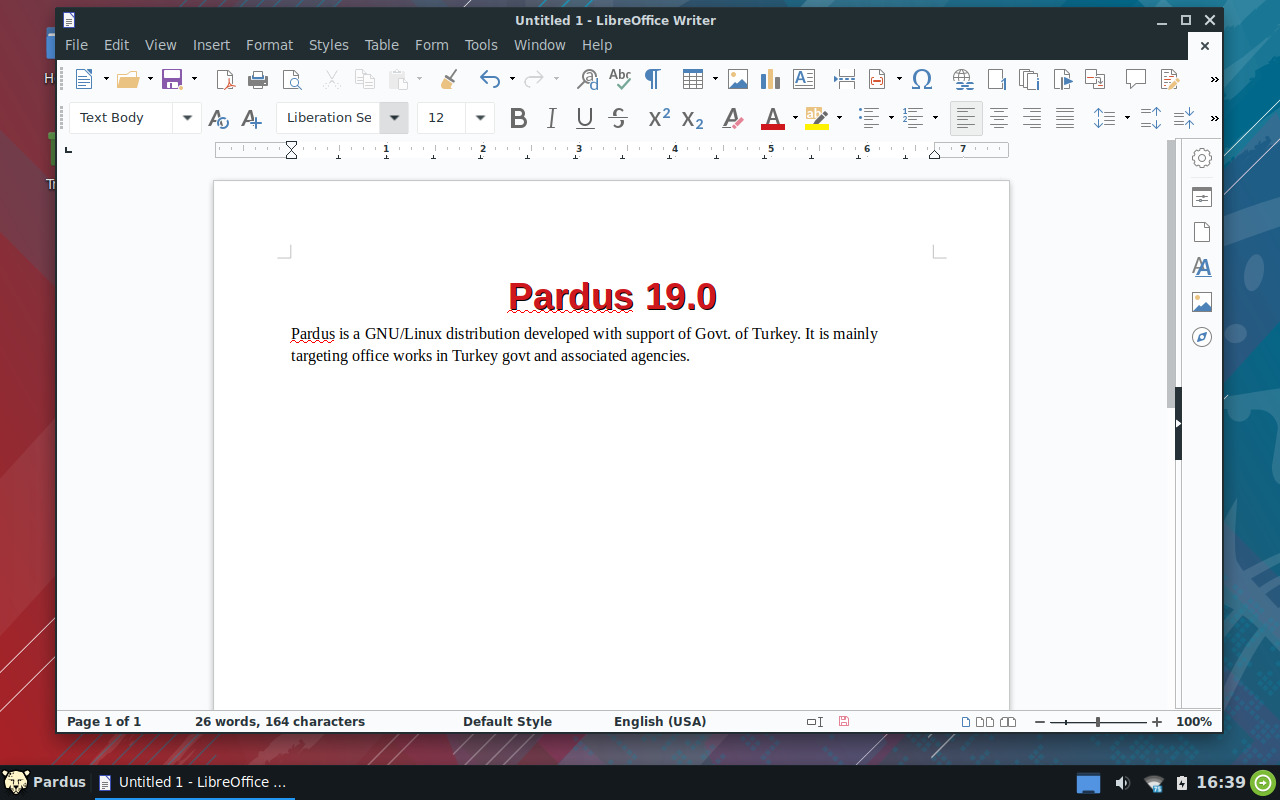 Untitled 1 - LibreOffice Writer
File Edit View Insert Format Styles Table Form Tools Window Help
Abc
Text Body Liberation Se 12
1 2 3 4 5 6 7
H
Pardus 19.0
Pardus is a GNU/Linux distribution developed with support of Govt. of Turkey. It is mainly
targeting office works in Turkey govt and associated agencies.
Page 1 of 1 26 words, 164 characters Default Style English (USA) 100%
Pardus Untitled 1 - LibreOffice ... 16:39